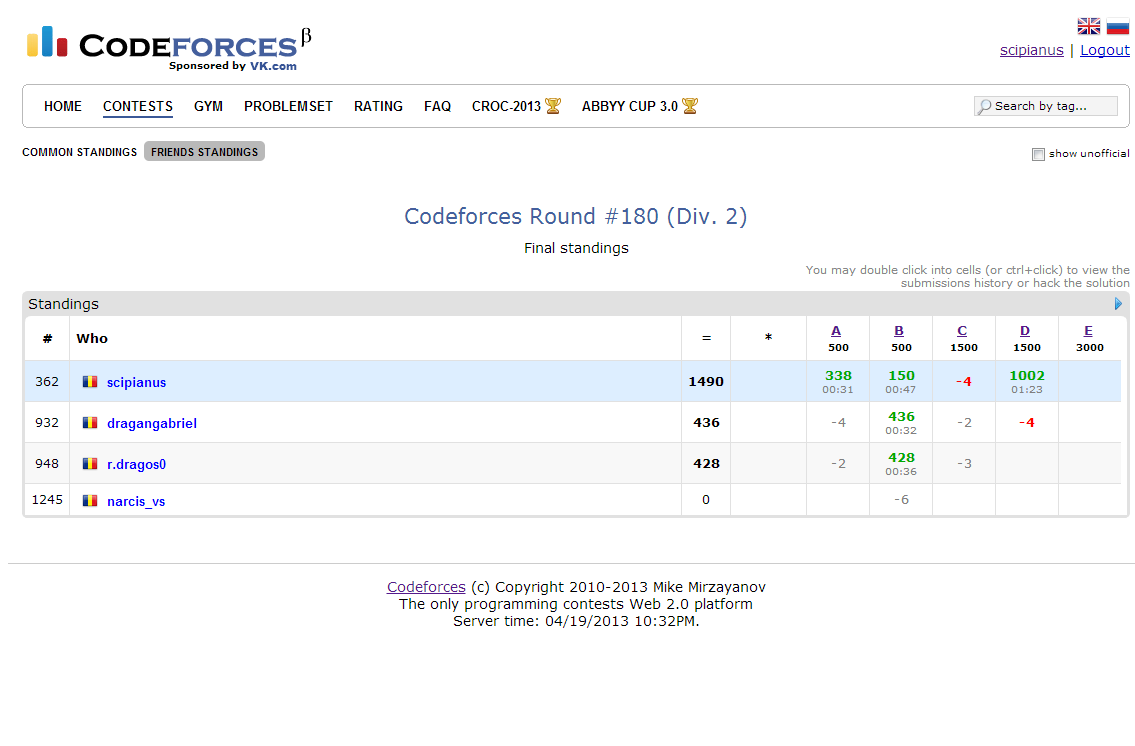 CODEFORCES β
Sponsored by VK.com
scipianus | Logout
HOME CONTESTS GYM PROBLEMSET RATING FAQ CROC-2013 ABBYY CUP 3.0 Search by tag...
COMMON STANDINGS FRIENDS STANDINGS show unofficial
Codeforces Round #180 (Div. 2)
Final standings
You may double click into cells (or ctrl+click) to view the
submissions history or hack the solution
Standings
# Who = * A B C D E
500 500 1500 1500 3000
362 scipianus 1490 338 150 -4 1002
00:31 00:47 01:23
932 dragangabriel 436 -4 436 -2 -4
00:32
948 r.dragos0 428 -2 428 -3
00:36
1245 narcis_vs 0 -6
Codeforces (c) Copyright 2010-2013 Mike Mirzayanov
The only programming contests Web 2.0 platform
Server time: 04/19/2013 10:32PM.